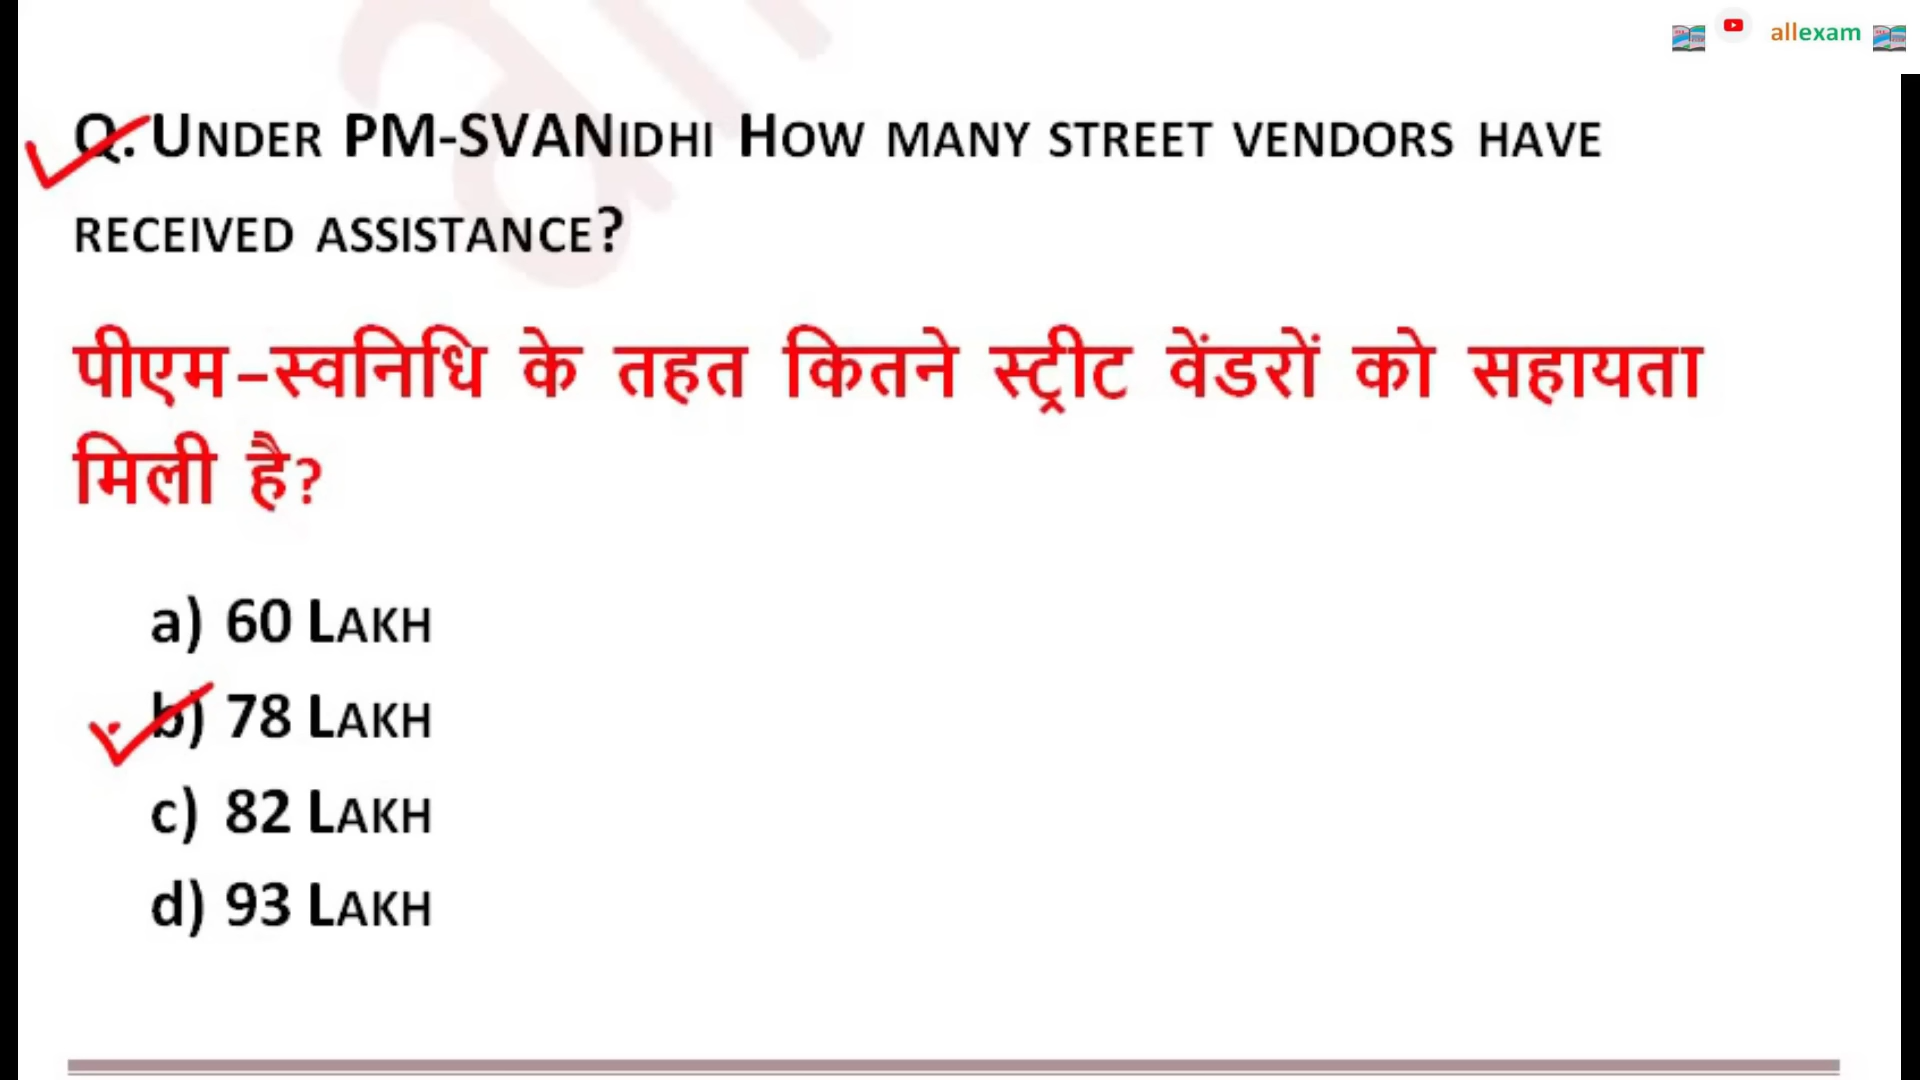 allexam
Q. UNDER PM-SVANIDHI HOW MANY STREET VENDORS HAVE
RECEIVED ASSISTANCE?
पीएम-स्वनिधि के तहत कितने स्ट्रीट वेंडरों को सहायता
मिली है?
a) 60 LAKH
b) 78 LAKH
c) 82 LAKH
d) 93 LAKH